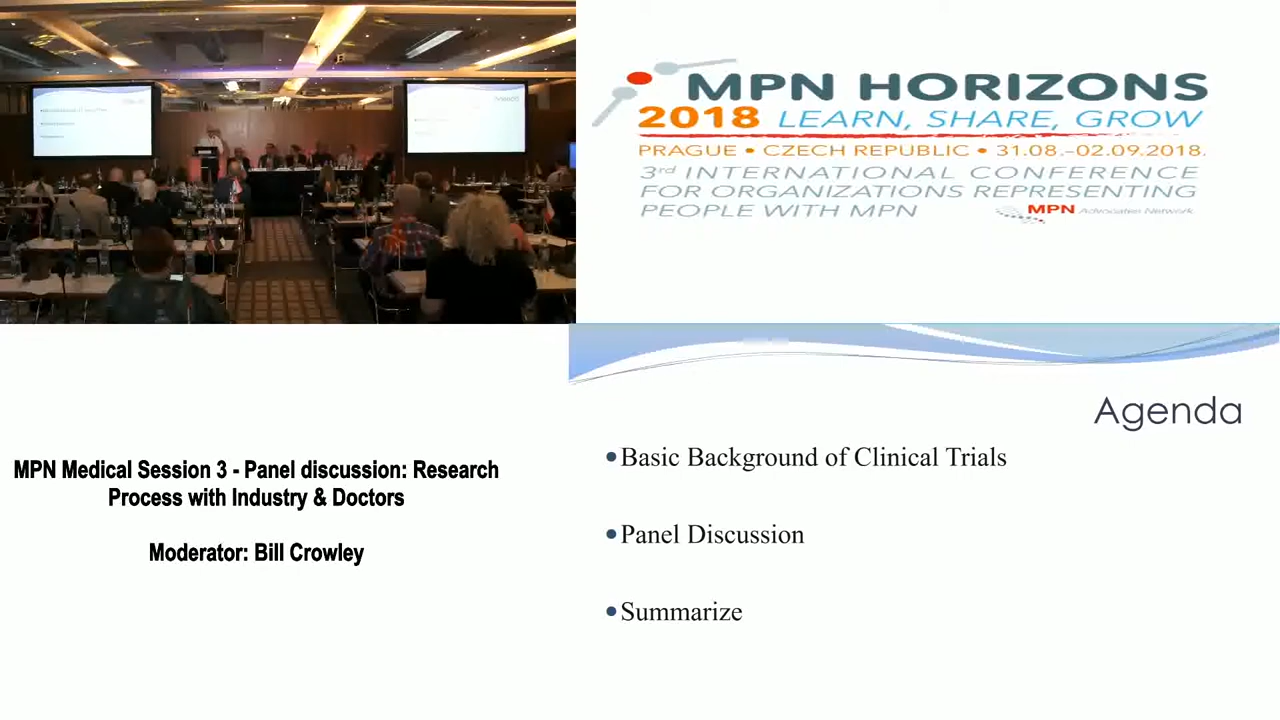 MPN HORIZONS
2018 LEARN, SHARE, GROW
PRAGUE • CZECH REPUBLIC • 31.08.–02.09.2018.
3rd INTERNATIONAL CONFERENCE
FOR ORGANIZATIONS REPRESENTING
PEOPLE WITH MPN
MPN Advocates Network
MPN Medical Session 3 - Panel discussion: Research
Process with Industry & Doctors
Moderator: Bill Crowley
Agenda
•Basic Background of Clinical Trials
•Panel Discussion
•Summarize